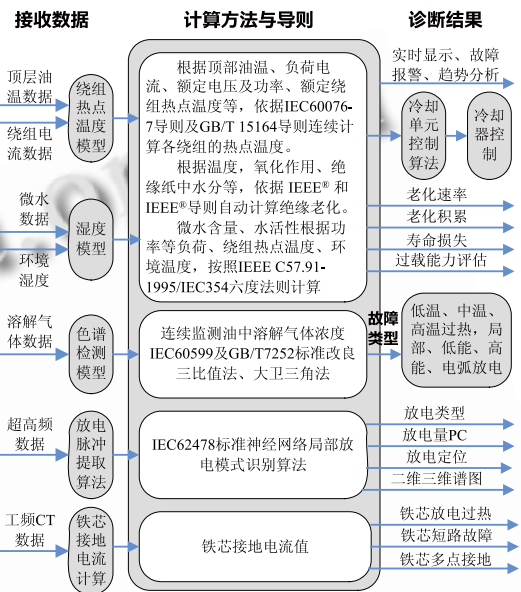 接收数据
计算方法与导则
诊断结果
顶层油
温数据
绕组电
流数据
绕组
热点
温度
模型
根据顶部油温、负荷电
流、额定电压及功率、额定绕
组热点温度等，依据IEC60076-
7导则及GB/T 15164导则连续计
算各绕组的热点温度。
根据温度，氧化作用、绝
缘纸中水分等，依据 IEEE® 和
IEEE®导则自动计算绝缘老化。
微水含量、水活性根据功
率等负荷、绕组热点温度、环
境温度，按照IEEE C57.91-
1995/IEC354六度法则计算
实时显示、故障
报警、趋势分析
冷却
单元
控制
算法
冷却
器控
制
微水
数据
环境
湿度
湿度
模型
老化速率
老化积累
寿命损失
过载能力评估
溶解气
体数据
色谱
检测
模型
连续监测油中溶解气体浓度
IEC60599及GB/T7252标准改良
三比值法、大卫三角法
故障
类型
低温、中温、
高温过热，局
部、低能、高
能、电弧放电
超高频
数据
放电
脉冲
提取
算法
IEC62478标准神经网络局部放
电模式识别算法
放电类型
放电量PC
放电定位
二维三维谱图
工频CT
数据
铁芯
接地
电流
计算
铁芯接地电流值
铁芯放电过热
铁芯短路故障
铁芯多点接地